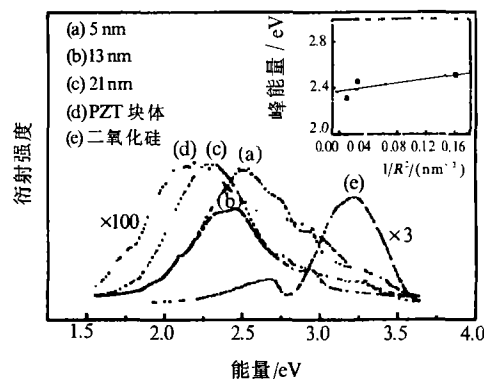 (a) 5 nm
(b) 13 nm
(c) 21 nm
(d) PZT 块体
(e) 二氧化硅
衍射强度
×100
(d) (c) (a)
(b)
(e)
×3
1.5 2.0 2.5 3.0 3.5 4.0
能量/eV
峰能量/eV
2.8
2.4
2.0
0.00 0.04 0.08 0.12 0.16
1/R²/(nm⁻²)